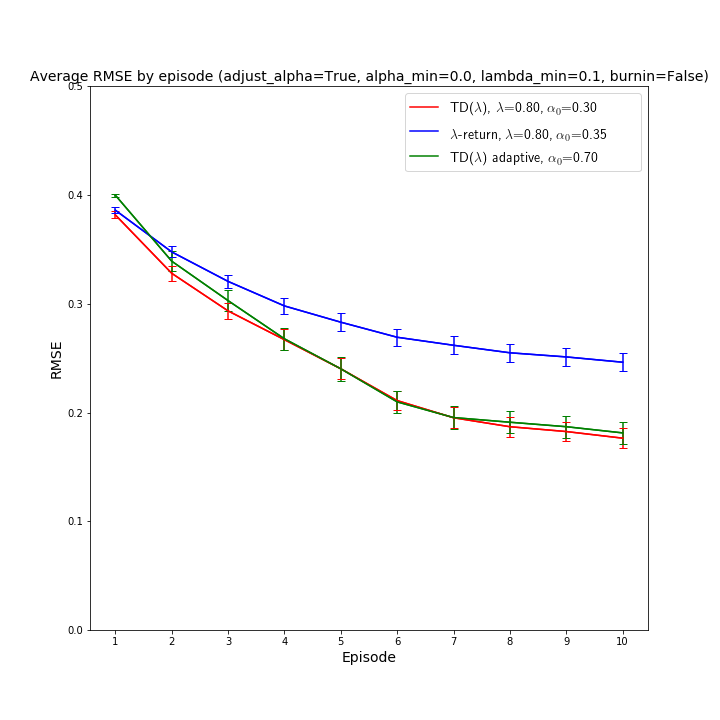 Average RMSE by episode (adjust_alpha=True, alpha_min=0.0, lambda_min=0.1, burnin=False)
0.5
TD(λ), λ=0.80, α₀=0.30
λ-return, λ=0.80, α₀=0.35
TD(λ) adaptive, α₀=0.70
0.4
0.3
RMSE
0.2
0.1
0.0
1 2 3 4 5 6 7 8 9 10
Episode